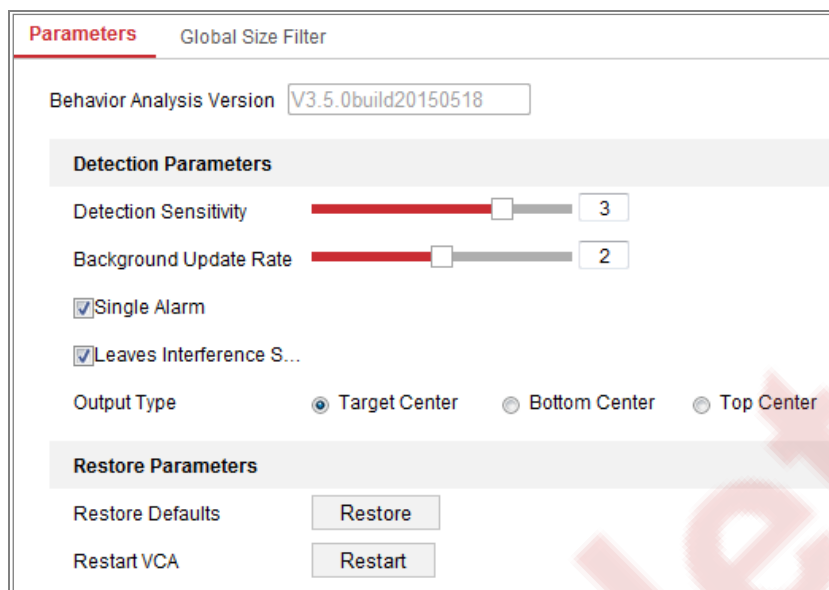 Parameters Global Size Filter
Behavior Analysis Version V3.5.0build20150518
Detection Parameters
Detection Sensitivity 3
Background Update Rate 2
Single Alarm
Leaves Interference S...
Output Type Target Center Bottom Center Top Center
Restore Parameters
Restore Defaults Restore
Restart VCA Restart